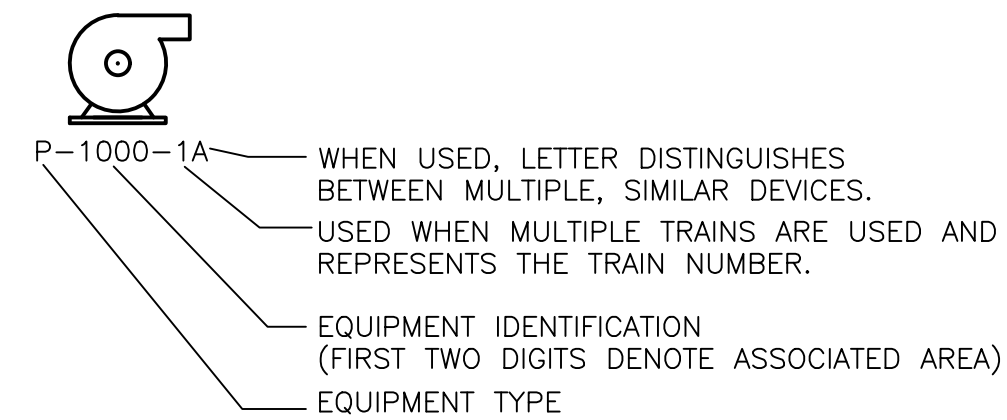 P-1000-1A
WHEN USED, LETTER DISTINGUISHES
BETWEEN MULTIPLE, SIMILAR DEVICES.
USED WHEN MULTIPLE TRAINS ARE USED AND
REPRESENTS THE TRAIN NUMBER.
EQUIPMENT IDENTIFICATION
(FIRST TWO DIGITS DENOTE ASSOCIATED AREA)
EQUIPMENT TYPE